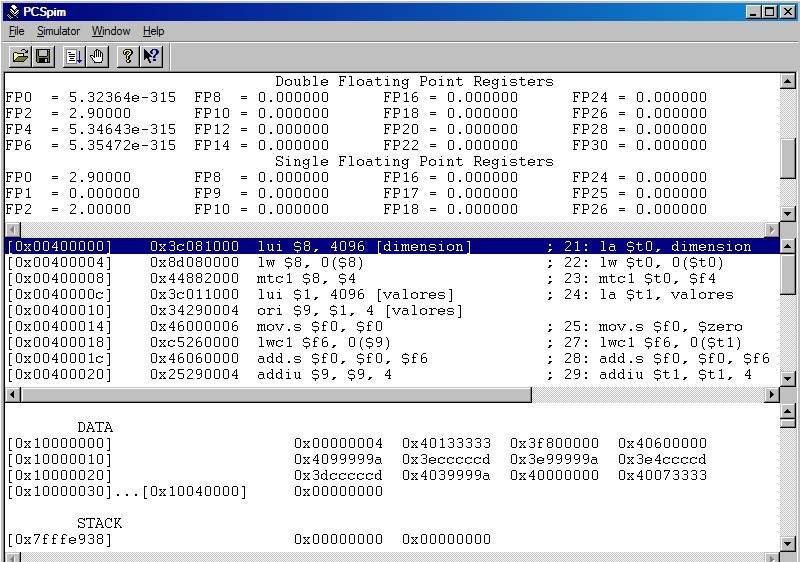 PCSpim
File Simulator Window Help
Double Floating Point Registers
FP0 = 5.32364e-315 FP8 = 0.000000 FP16 = 0.000000 FP24 = 0.000000
FP2 = 2.90000 FP10 = 0.000000 FP18 = 0.000000 FP26 = 0.000000
FP4 = 5.34643e-315 FP12 = 0.000000 FP20 = 0.000000 FP28 = 0.000000
FP6 = 5.35472e-315 FP14 = 0.000000 FP22 = 0.000000 FP30 = 0.000000
Single Floating Point Registers
FP0 = 2.90000 FP8 = 0.000000 FP16 = 0.000000 FP24 = 0.000000
FP1 = 0.000000 FP9 = 0.000000 FP17 = 0.000000 FP25 = 0.000000
FP2 = 2.00000 FP10 = 0.000000 FP18 = 0.000000 FP26 = 0.000000
[0x00400000] 0x3c081000 lui $8, 4096 [dimension] ; 21: la $t0, dimension
[0x00400004] 0x8d080000 lw $8, 0($8) ; 22: lw $t0, 0($t0)
[0x00400008] 0x44882000 mtc1 $8, $4 ; 23: mtc1 $t0, $f4
[0x0040000c] 0x3c011000 lui $1, 4096 [valores] ; 24: la $t1, valores
[0x00400010] 0x34290004 ori $9, $1, 4 [valores]
[0x00400014] 0x46000006 mov.s $f0, $f0 ; 25: mov.s $f0, $zero
[0x00400018] 0xc5260000 lwc1 $f6, 0($9) ; 27: lwc1 $f6, 0($t1)
[0x0040001c] 0x46060000 add.s $f0, $f0, $f6 ; 28: add.s $f0, $f0, $f6
[0x00400020] 0x25290004 addiu $9, $9, 4 ; 29: addiu $t1, $t1, 4
DATA
[0x10000000] 0x00000004 0x40133333 0x3f800000 0x40600000
[0x10000010] 0x4099999a 0x3ecccccd 0x3e99999a 0x3e4ccccd
[0x10000020] 0x3dcccccd 0x4039999a 0x40000000 0x40073333
[0x10000030]...[0x10040000] 0x00000000
STACK
[0x7fffe938] 0x00000000 0x00000000